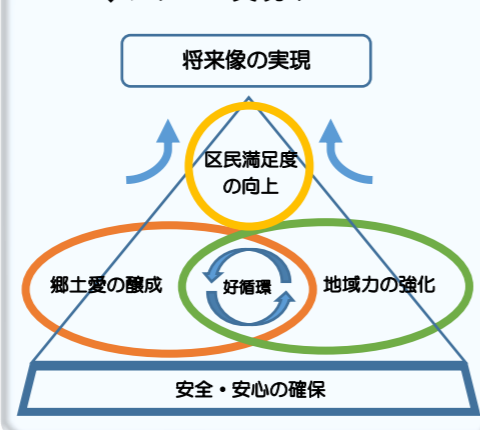 将来像の実現
区民満足度
の向上
郷土愛の醸成
好循環
地域力の強化
安全・安心の確保